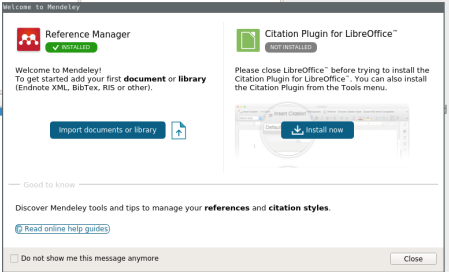 Welcome to Mendeley
Reference Manager
INSTALLED
Welcome to Mendeley!
To get started add your first document or library
(Endnote XML, BibTex, RIS or other).
Import documents or library
Citation Plugin for LibreOffice™
NOT INSTALLED
Please close LibreOffice™ before trying to install the
Citation Plugin for LibreOffice™. You can also install
the Citation Plugin from the Tools menu.
Insert Citation
Install now
Good to know
Discover Mendeley tools and tips to manage your references and citation styles.
Read online help guides
Do not show me this message anymore
Close